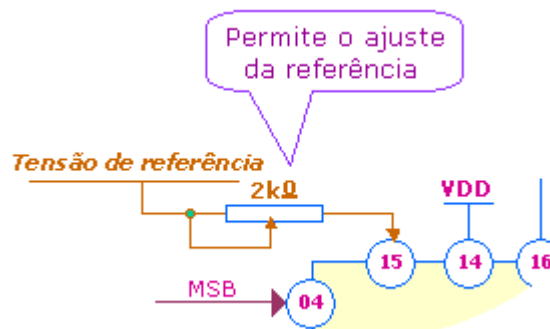 Permite o ajuste
da referência
Tensão de referência
2kΩ
VDD
15
14
16
MSB
04